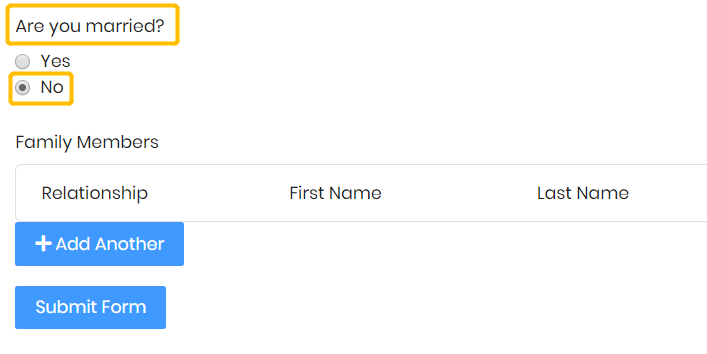 Are you married?
Yes
No
Family Members
Relationship First Name Last Name
Add Another
Submit Form